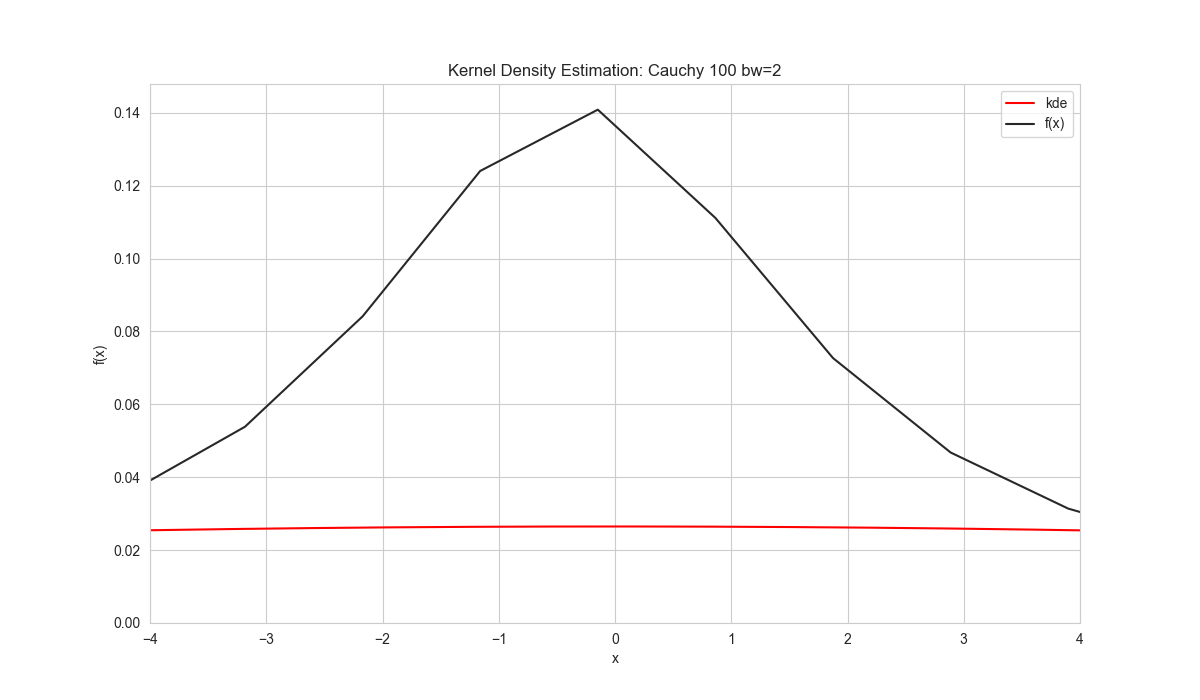 Kernel Density Estimation: Cauchy 100 bw=2
kde
f(x)
0.14
0.12
0.10
0.08
0.06
0.04
0.02
0.00
f(x)
−4 −3 −2 −1 0 1 2 3 4
x